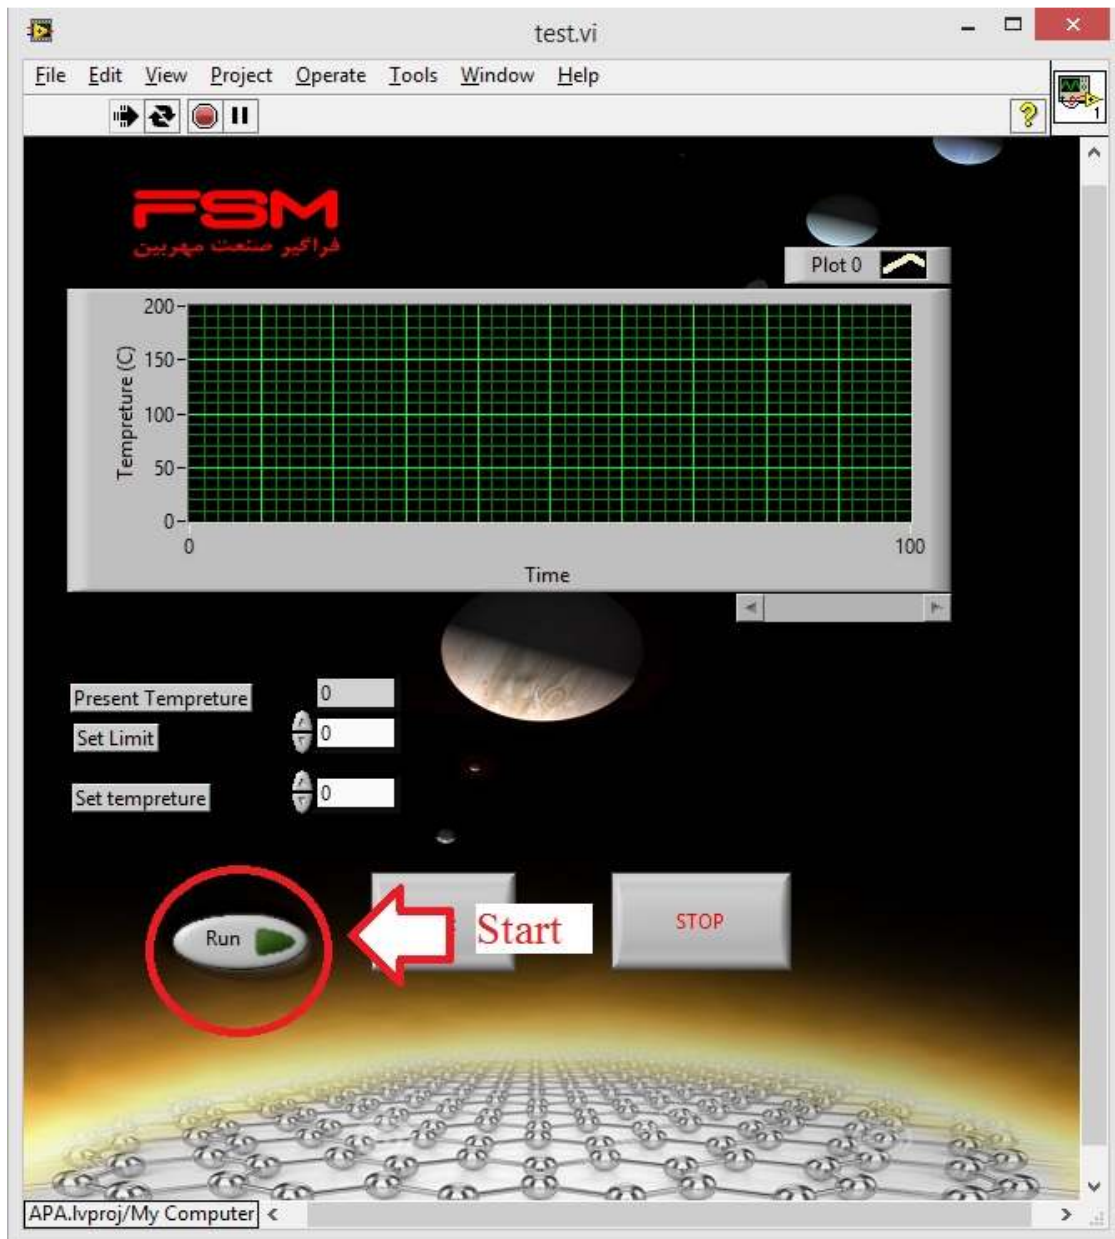 test.vi
File Edit View Project Operate Tools Window Help
1
FSM
فراگیر صنعت مهربین
Plot 0
200
150
100
50
0
Tempreture (C)
0 100
Time
Present Tempreture 0
Set Limit 0
Set tempreture 0
Run
Start
STOP
APA.lvproj/My Computer